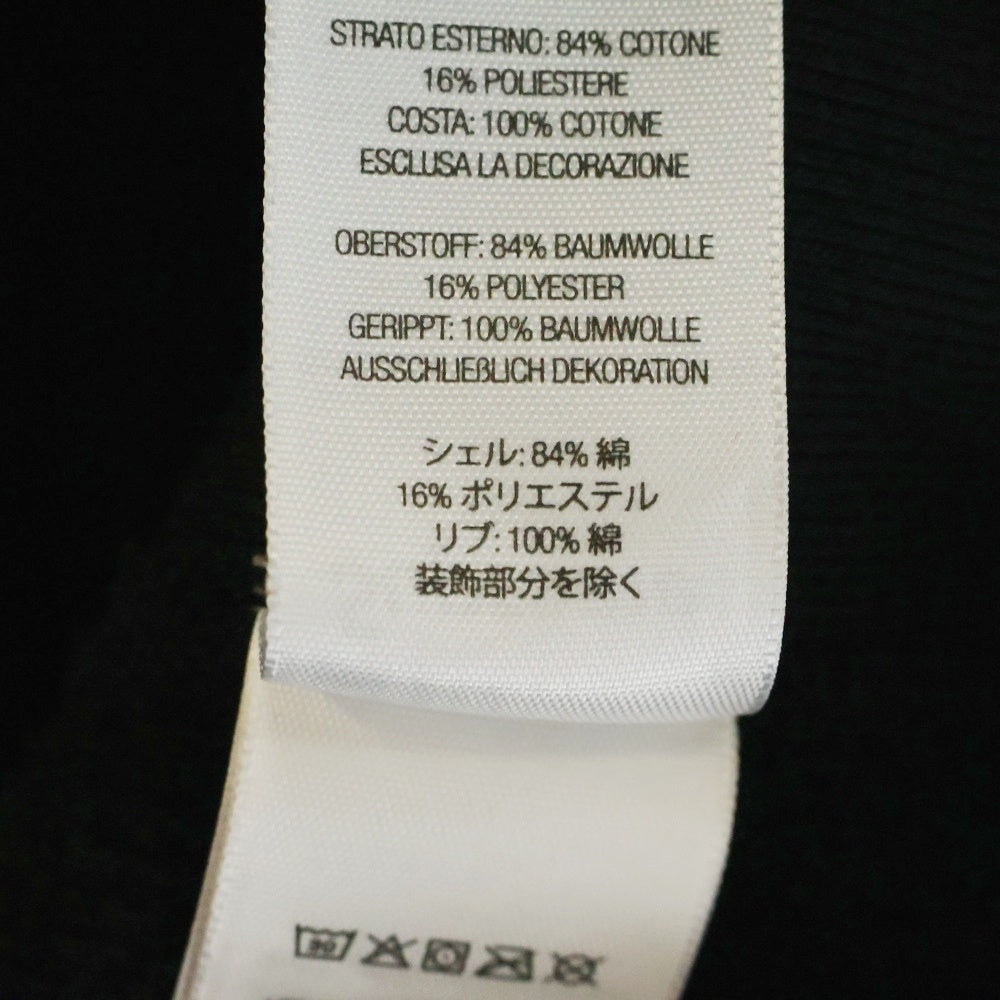 STRATO ESTERNO: 84% COTONE
16% POLIESTERE
COSTA: 100% COTONE
ESCLUSA LA DECORAZIONE
OBERSTOFF: 84% BAUMWOLLE
16% POLYESTER
GERIPPT: 100% BAUMWOLLE
AUSSCHLIEßLICH DEKORATION
シェル: 84% 綿
16% ポリエステル
リブ: 100% 綿
装飾部分を除く